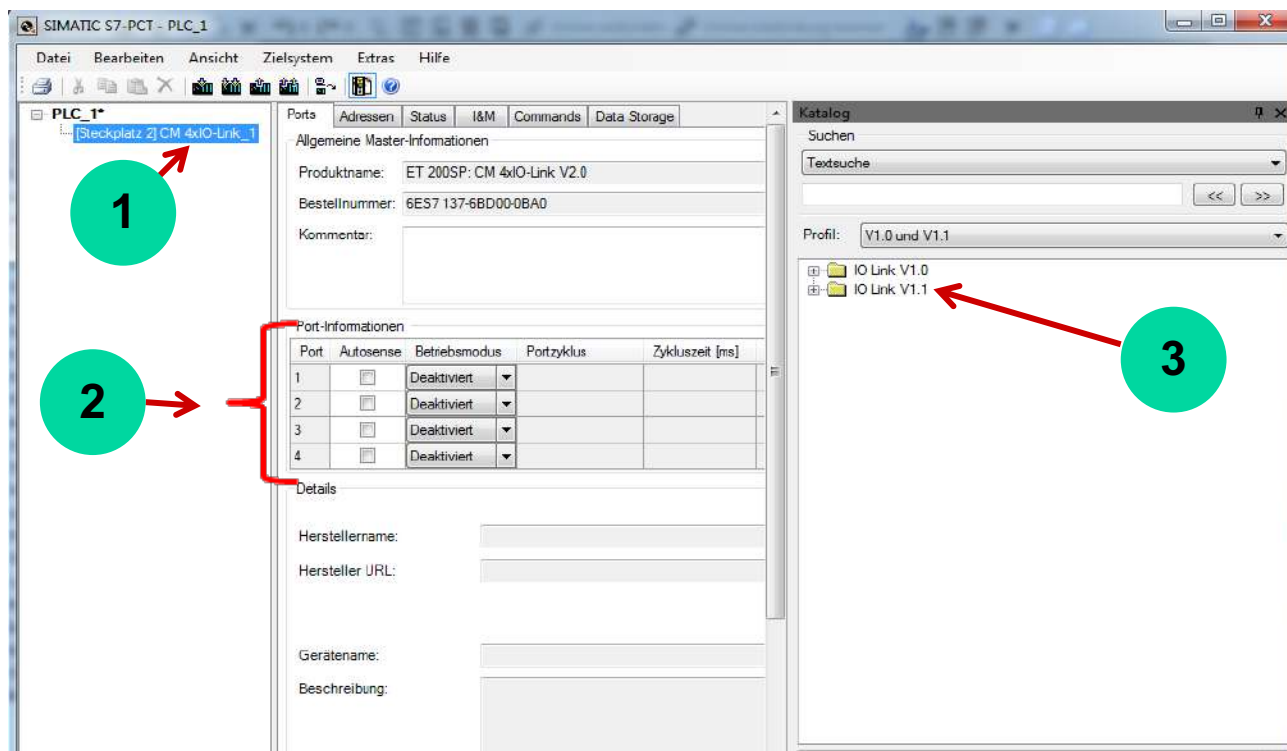 SIMATIC S7-PCT - PLC_1
Datei Bearbeiten Ansicht Zielsystem Extras Hilfe
PLC_1*
[Steckplatz 2] CM 4xIO-Link_1
1
2
3
Ports Adressen Status I&M Commands Data Storage
Allgemeine Master-Informationen
Produktname: ET 200SP: CM 4xIO-Link V2.0
Bestellnummer: 6ES7 137-6BD00-0BA0
Kommentar:
Port-Informationen
Port Autosense Betriebsmodus Portzyklus Zykluszeit [ms]
1 Deaktiviert
2 Deaktiviert
3 Deaktiviert
4 Deaktiviert
Details
Herstellername:
Hersteller URL:
Gerätename:
Beschreibung:
Katalog
Suchen
Textsuche
<< >>
Profil: V1.0 und V1.1
IO Link V1.0
IO Link V1.1